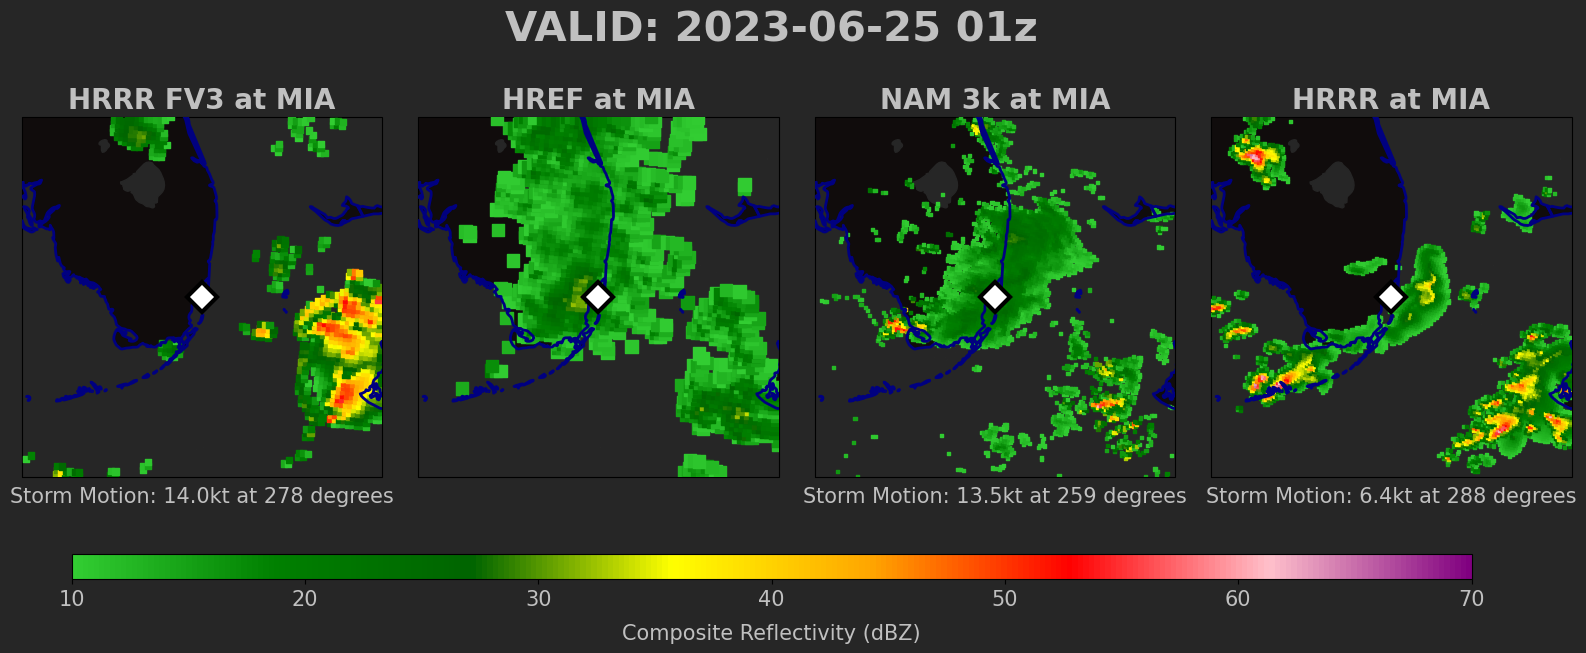 VALID: 2023-06-25 01z
HRRR FV3 at MIA
HREF at MIA
NAM 3k at MIA
HRRR at MIA
Storm Motion: 14.0kt at 278 degrees
Storm Motion: 13.5kt at 259 degrees
Storm Motion: 6.4kt at 288 degrees
10 20 30 40 50 60 70
Composite Reflectivity (dBZ)